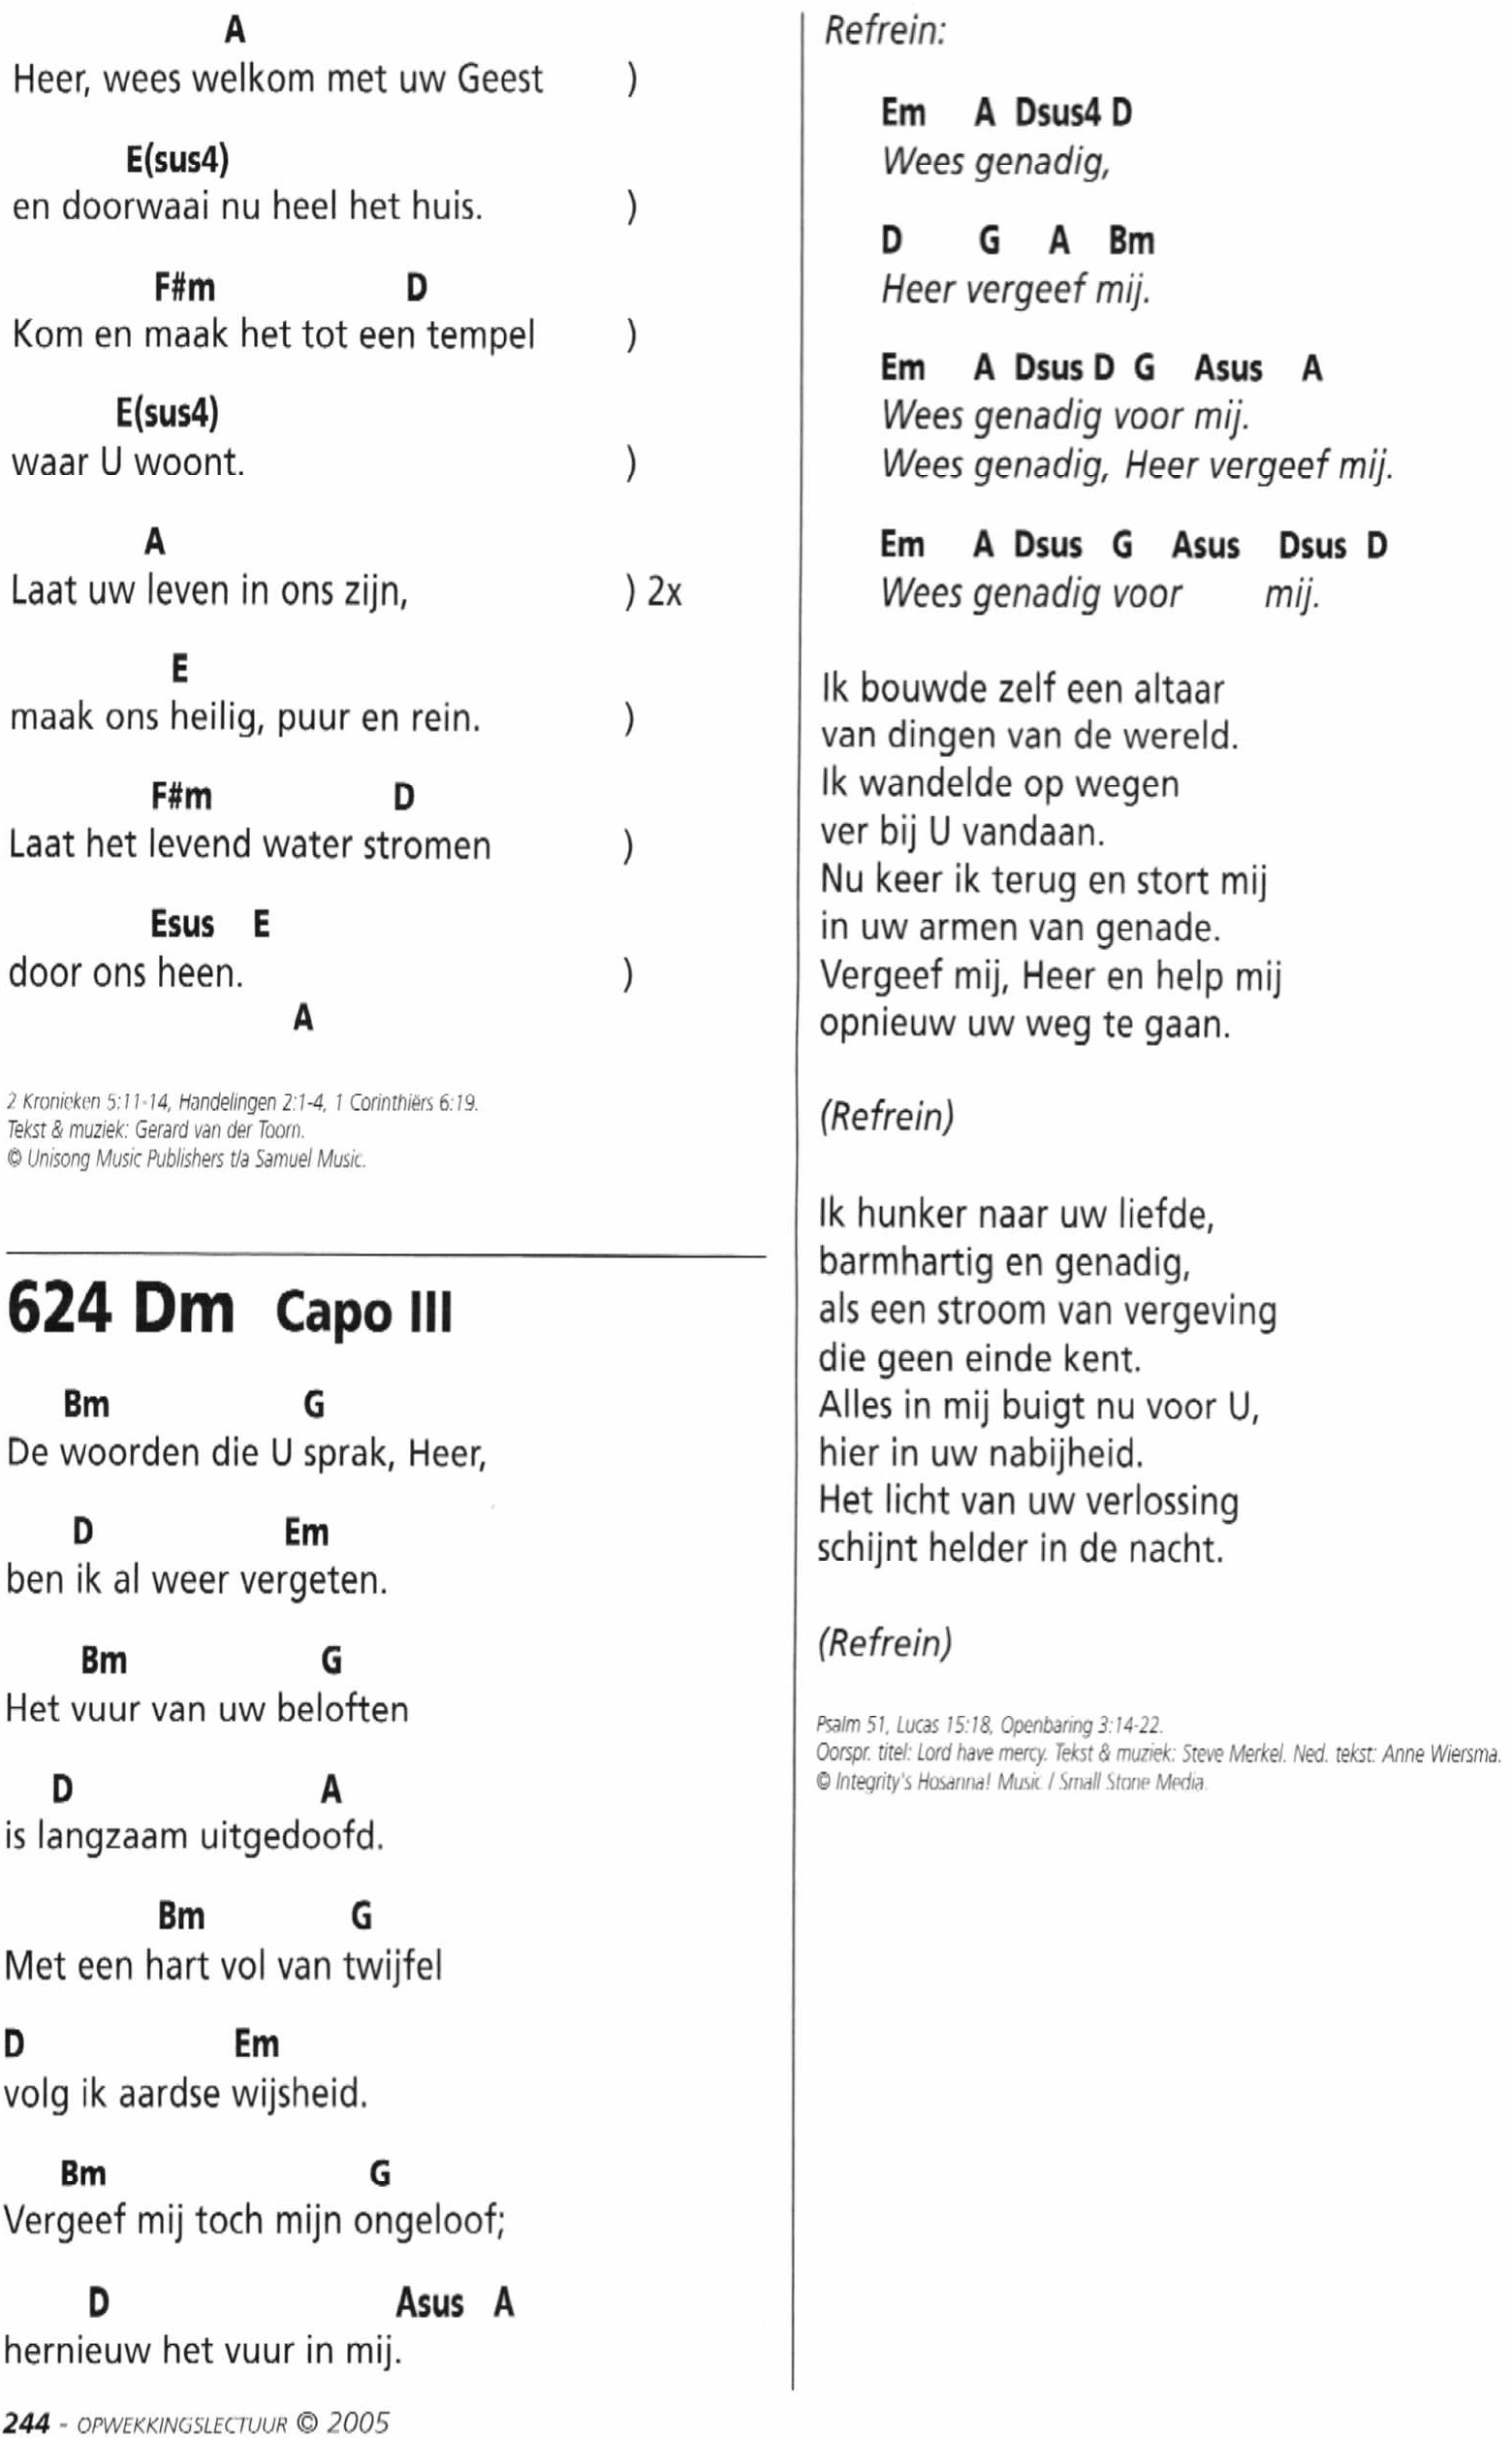 A
Heer, wees welkom met uw Geest )
E(sus4)
en doorwaai nu heel het huis. )
F#m D
Kom en maak het tot een tempel )
E(sus4)
waar U woont. )
A
Laat uw leven in ons zijn, ) 2x
E
maak ons heilig, puur en rein. )
F#m D
Laat het levend water stromen )
Esus E
door ons heen. )
A
2 Kronieken 5:11-14, Handelingen 2:1-4, 1 Corinthiërs 6:19.
Tekst & muziek: Gerard van der Toorn.
© Unisong Music Publishers t/a Samuel Music.
624 Dm Capo III
Bm G
De woorden die U sprak, Heer,
D Em
ben ik al weer vergeten.
Bm G
Het vuur van uw beloften
D A
is langzaam uitgedoofd.
Bm G
Met een hart vol van twijfel
D Em
volg ik aardse wijsheid.
Bm G
Vergeef mij toch mijn ongeloof;
D Asus A
hernieuw het vuur in mij.
Refrein:
Em A Dsus4 D
Wees genadig,
D G A Bm
Heer vergeef mij.
Em A Dsus D G Asus A
Wees genadig voor mij.
Wees genadig, Heer vergeef mij.
Em A Dsus G Asus Dsus D
Wees genadig voor mij.
Ik bouwde zelf een altaar
van dingen van de wereld.
Ik wandelde op wegen
ver bij U vandaan.
Nu keer ik terug en stort mij
in uw armen van genade.
Vergeef mij, Heer en help mij
opnieuw uw weg te gaan.
(Refrein)
Ik hunker naar uw liefde,
barmhartig en genadig,
als een stroom van vergeving
die geen einde kent.
Alles in mij buigt nu voor U,
hier in uw nabijheid.
Het licht van uw verlossing
schijnt helder in de nacht.
(Refrein)
Psalm 51, Lucas 15:18, Openbaring 3:14-22.
Oorspr. titel: Lord have mercy. Tekst & muziek: Steve Merkel. Ned. tekst: Anne Wiersma.
© Integrity's Hosanna! Music / Small Stone Media.
244 - OPWEKKINGSLECTUUR © 2005